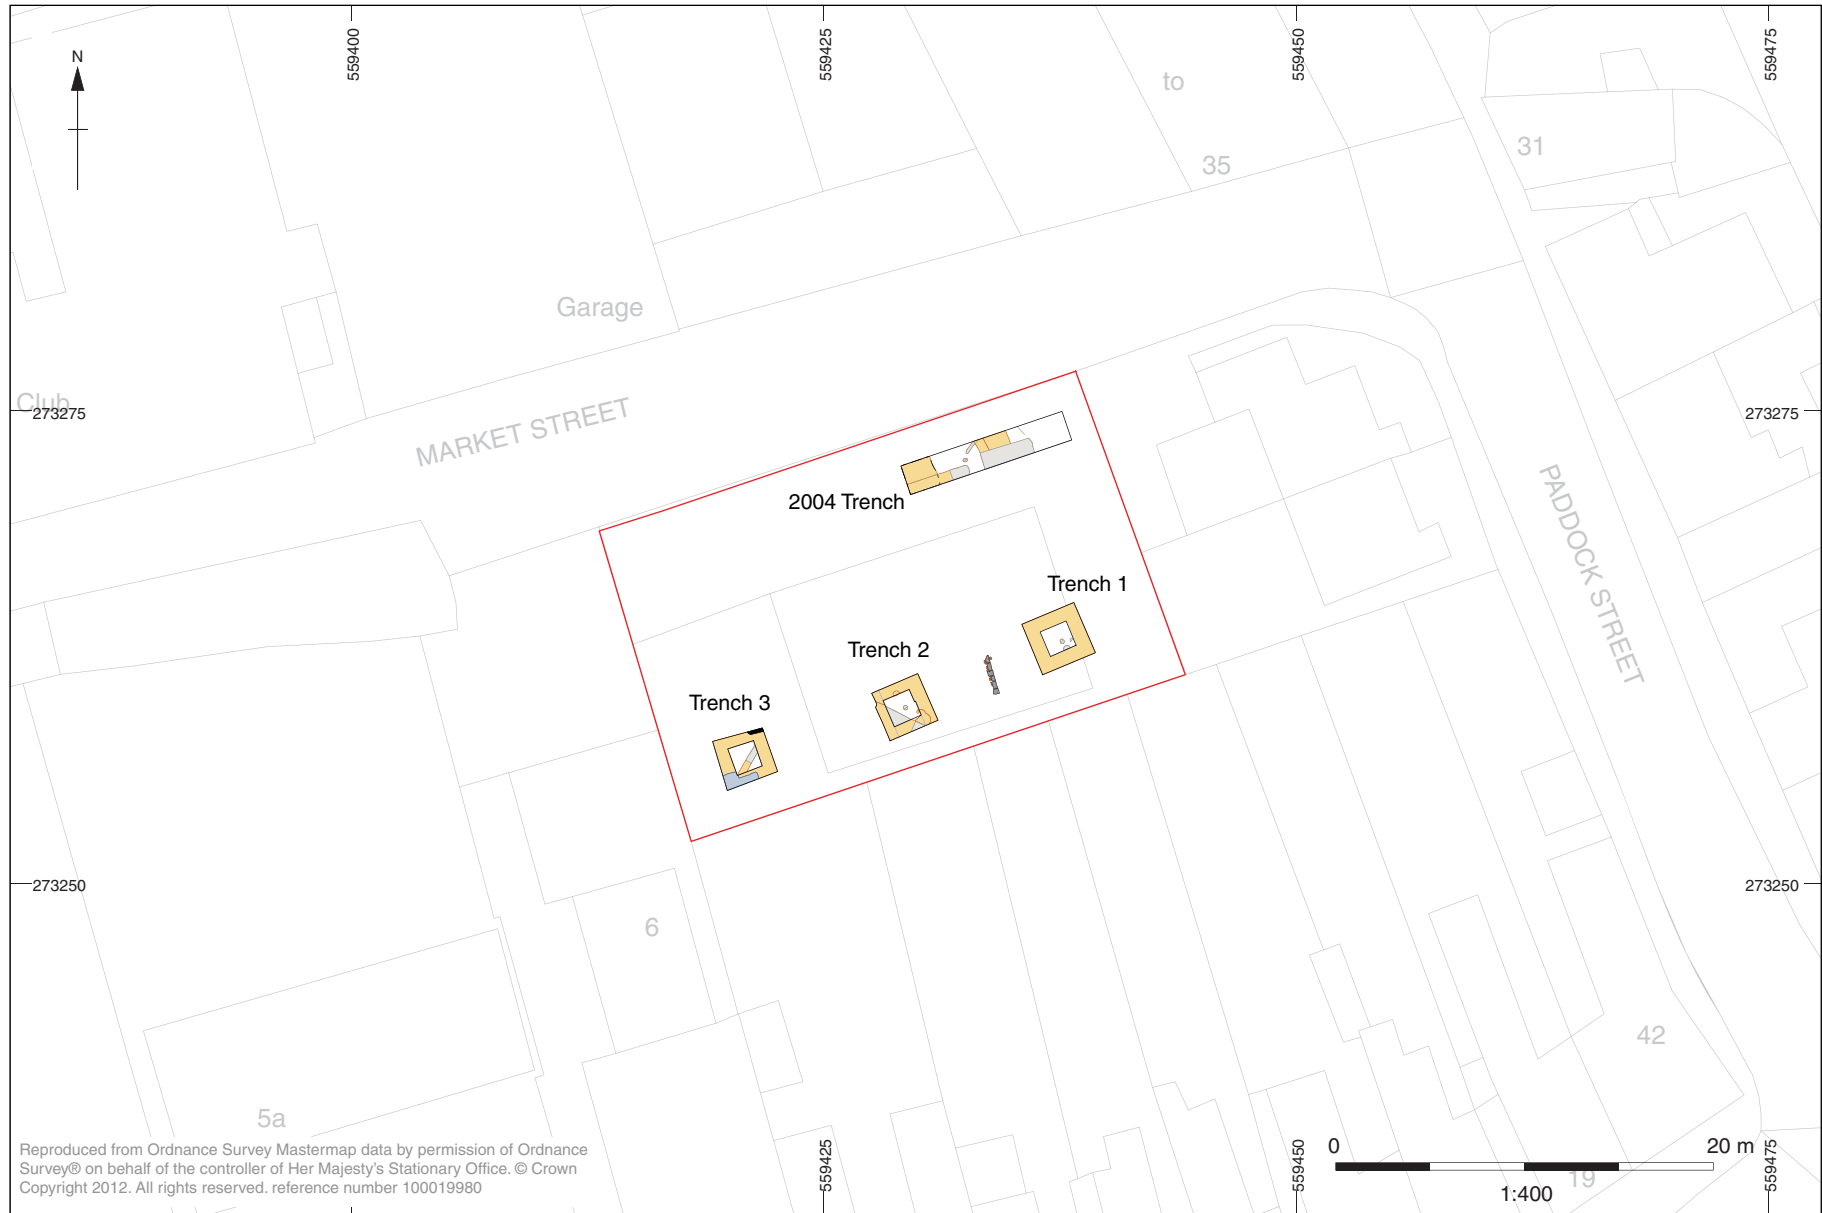 N
559400
559425
559450
559475
to
35
31
Garage
Club
273275
273275
MARKET STREET
2004 Trench
PADDOCK STREET
Trench 1
Trench 2
Trench 3
273250
273250
6
42
5a
Reproduced from Ordnance Survey Mastermap data by permission of Ordnance
Survey® on behalf of the controller of Her Majesty's Stationary Office. © Crown
Copyright 2012. All rights reserved. reference number 100019980
559425
559450
559475
0 20 m
19
1:400